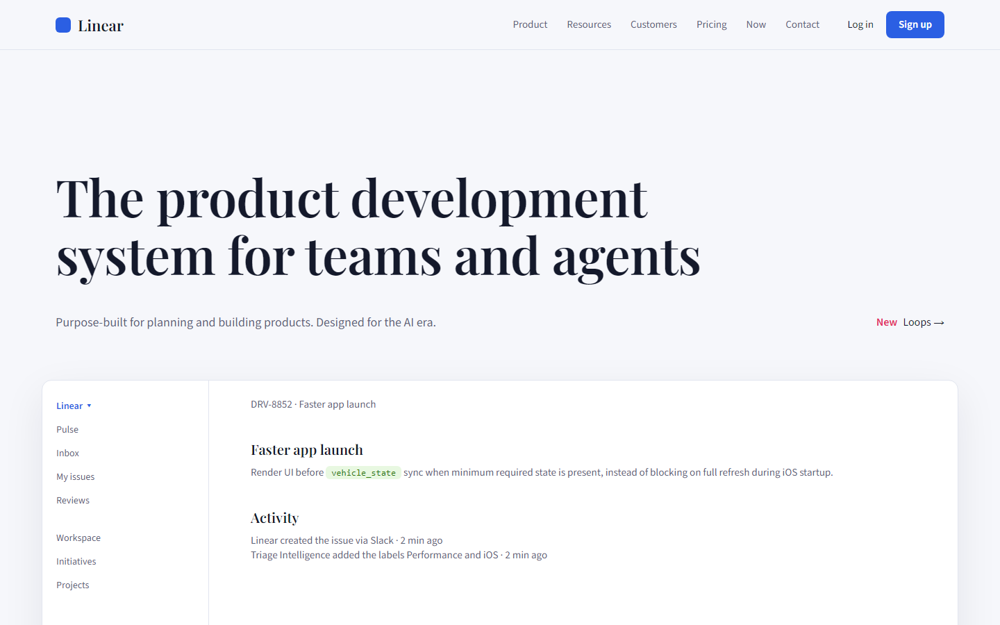 Linear
Product Resources Customers Pricing Now Contact Log in Sign up
The product development
system for teams and agents
Purpose-built for planning and building products. Designed for the AI era.
New Loops →
Linear ▾
Pulse
Inbox
My issues
Reviews
Workspace
Initiatives
Projects
DRV-8852 · Faster app launch
Faster app launch
Render UI before vehicle_state sync when minimum required state is present, instead of blocking on full refresh during iOS startup.
Activity
Linear created the issue via Slack · 2 min ago
Triage Intelligence added the labels Performance and iOS · 2 min ago